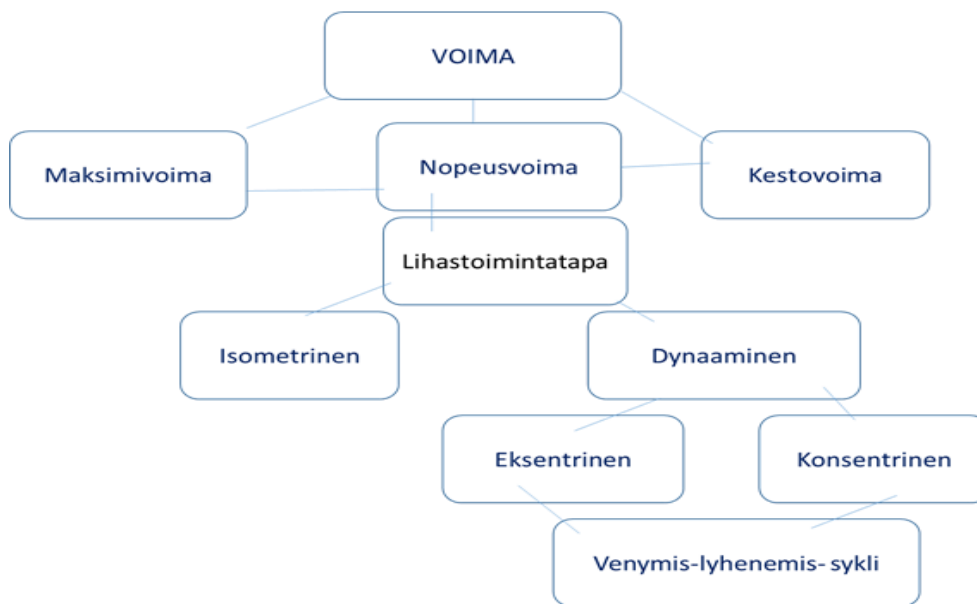 VOIMA
Maksimivoima
Nopeusvoima
Kestovoima
Lihastoimintatapa
Isometrinen
Dynaaminen
Eksentrinen
Konsentrinen
Venymis-lyhenemis- sykli